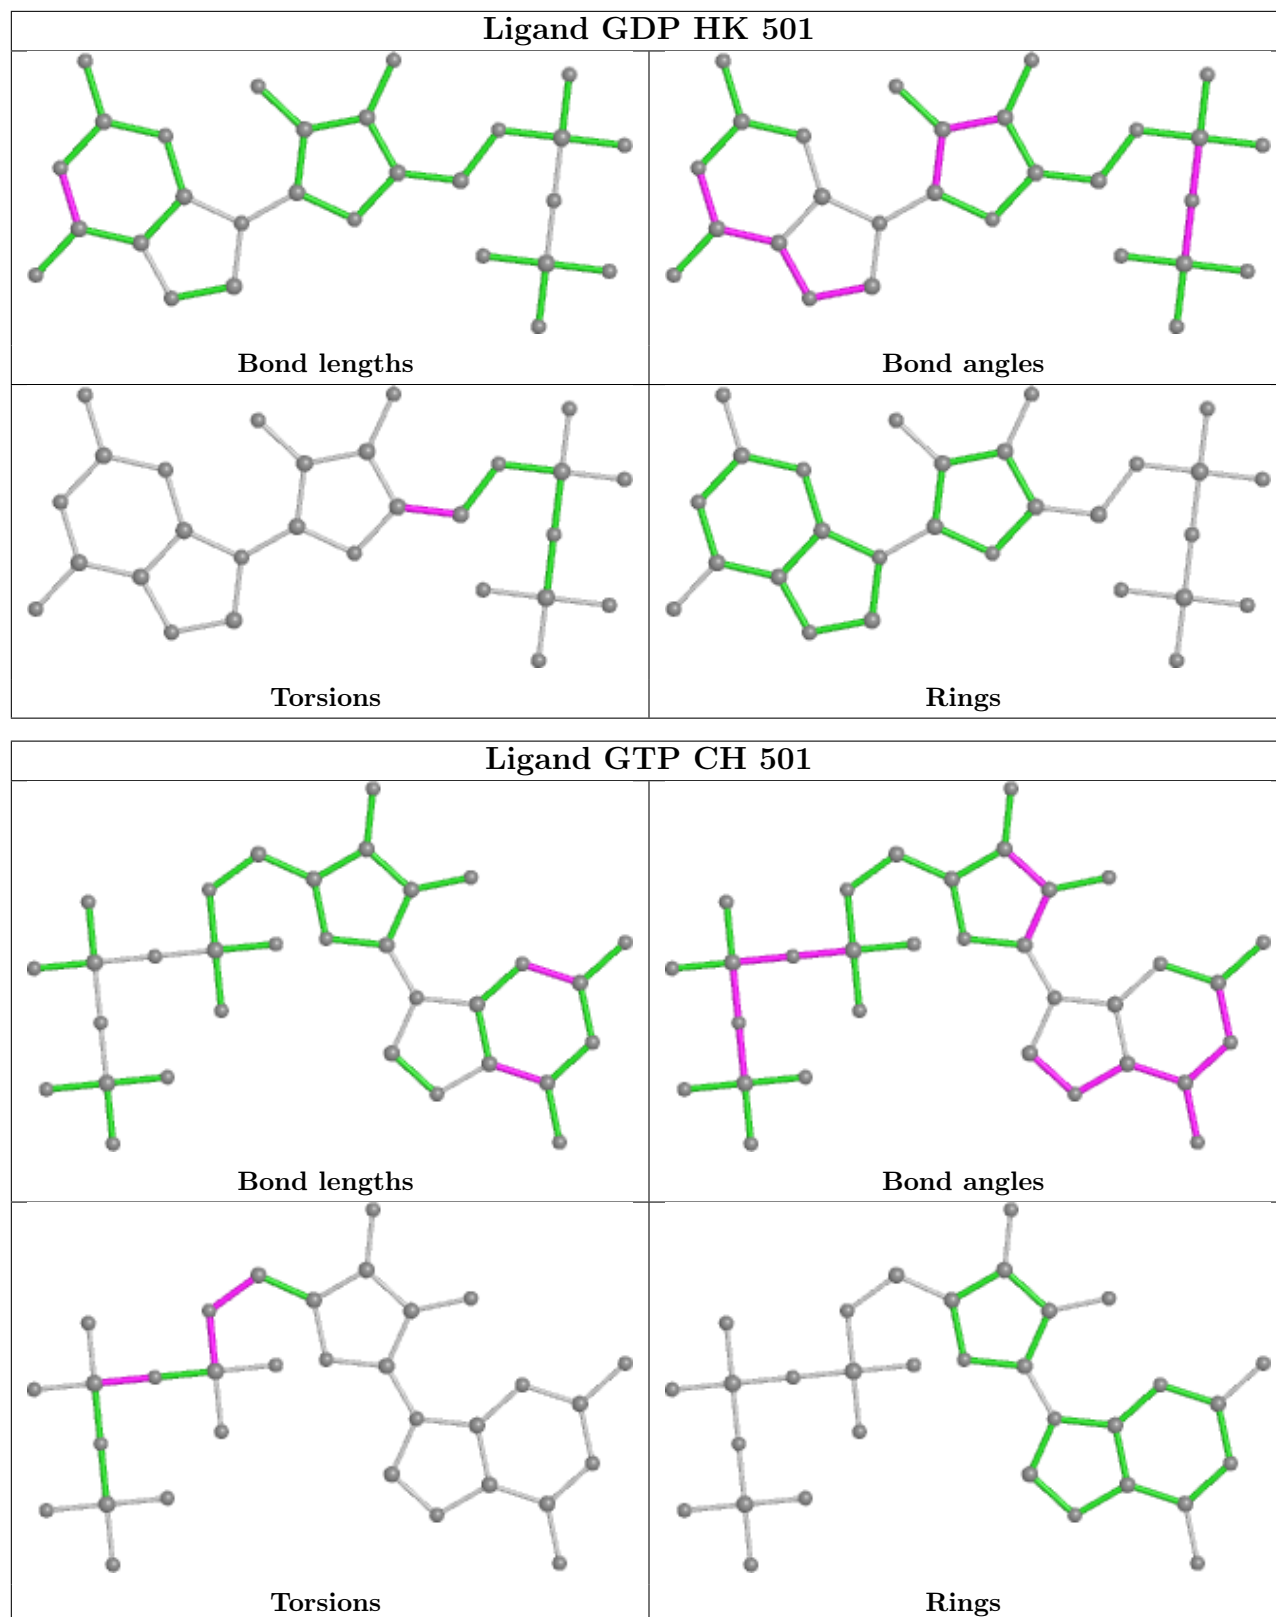 Ligand GDP HK 501
Bond lengths
Bond angles
Torsions
Rings
Ligand GTP CH 501
Bond lengths
Bond angles
Torsions
Rings